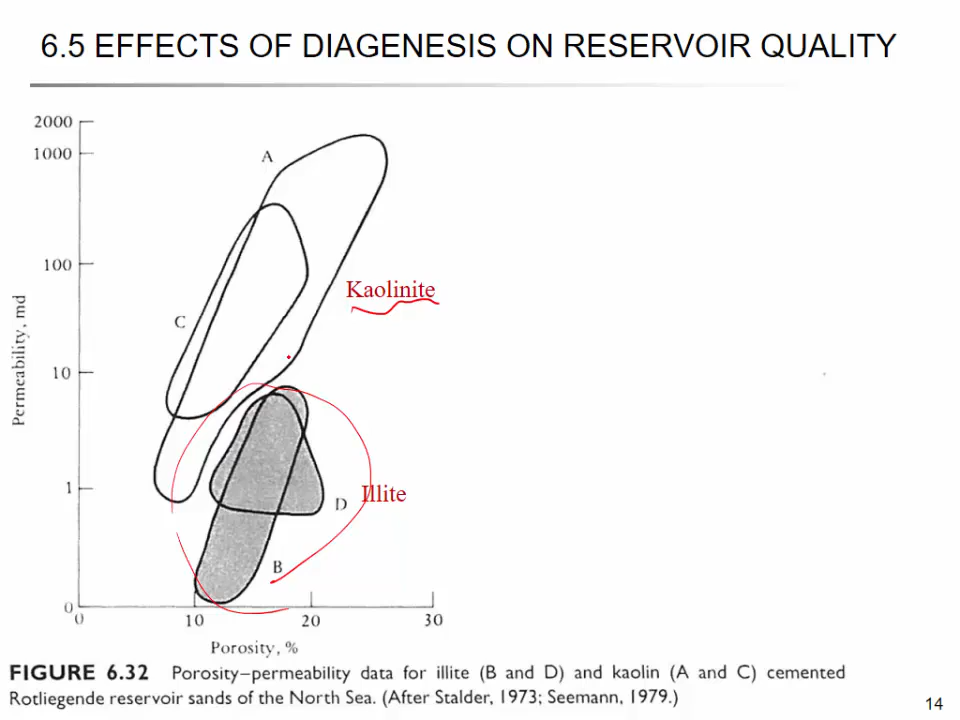 6.5 EFFECTS OF DIAGENESIS ON RESERVOIR QUALITY
2000
1000
100
10
1
0
Permeability, md
A
C
Kaolinite
Illite
D
B
0
10
20
30
Porosity, %
FIGURE 6.32 Porosity–permeability data for illite (B and D) and kaolin (A and C) cemented
Rotliegende reservoir sands of the North Sea. (After Stalder, 1973; Seemann, 1979.)
14